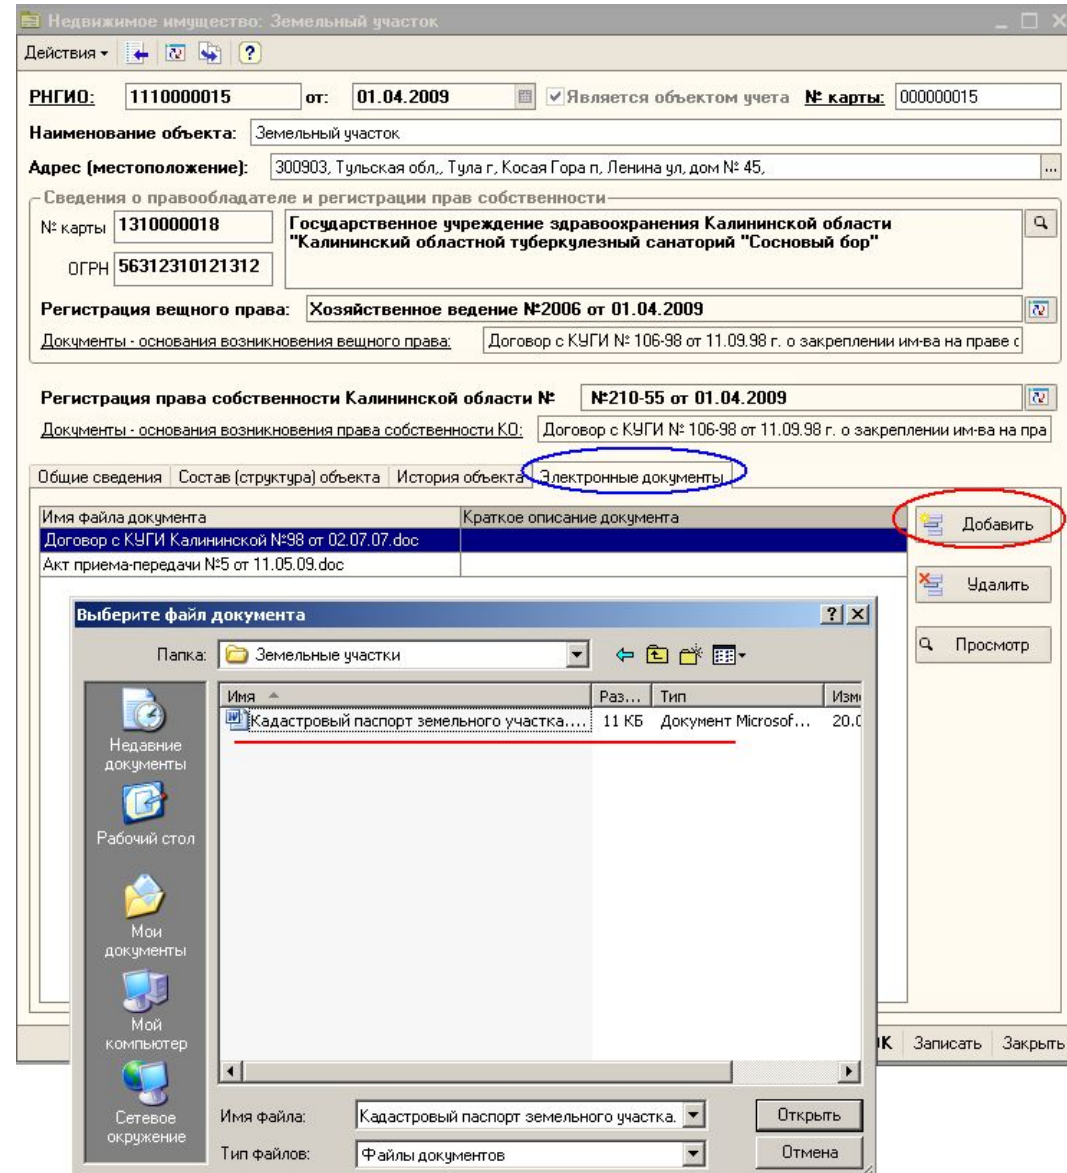 Недвижимое имущество: Земельный участок
Действия
РНГИО: 1110000015 от: 01.04.2009 Является объектом учета № карты: 000000015
Наименование объекта: Земельный участок
Адрес (местоположение): 300903, Тульская обл,, Тула г, Косая Гора п, Ленина ул, дом № 45, ...
Сведения о правообладателе и регистрации прав собственности
№ карты 1310000018 Государственное учреждение здравоохранения Калининской области
"Калининский областной туберкулезный санаторий "Сосновый бор"
ОГРН 56312310121312
Регистрация вещного права: Хозяйственное ведение №2006 от 01.04.2009
Документы - основания возникновения вещного права: Договор с КУГИ № 106-98 от 11.09.98 г. о закреплении им-ва на праве с
Регистрация права собственности Калининской области № №210-55 от 01.04.2009
Документы - основания возникновения права собственности КО: Договор с КУГИ № 106-98 от 11.09.98 г. о закреплении им-ва на пра
Общие сведения Состав (структура) объекта История объекта Электронные документы
Имя файла документа Краткое описание документа Добавить
Договор с КУГИ Калининской №98 от 02.07.07.doc
Акт приема-передачи №5 от 11.05.09.doc
Удалить
Выберите файл документа
Просмотр
Папка: Земельные участки
Имя Раз... Тип Изм
Кадастровый паспорт земельного участка.... 11 КБ Документ Microsof... 20.0
Недавние
документы
Рабочий стол
Мои
документы
Мой
компьютер
Сетевое
окружение
К Записать Закрыть
Имя файла: Кадастровый паспорт земельного участка. Открыть
Тип файлов: Файлы документов Отмена